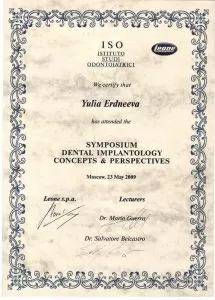 ISO
ISTITUTO
STUDI
ODONTOIATRICI
Leone
We certify that
Yulia Erdneeva
has attended the
SYMPOSIUM
DENTAL IMPLANTOLOGY
CONCEPTS & PERSPECTIVES
Moscow, 23 May 2009
Leone s.p.a.
Lecturers
Dr. Mario Guerra
Dr. Salvatore Belcastro